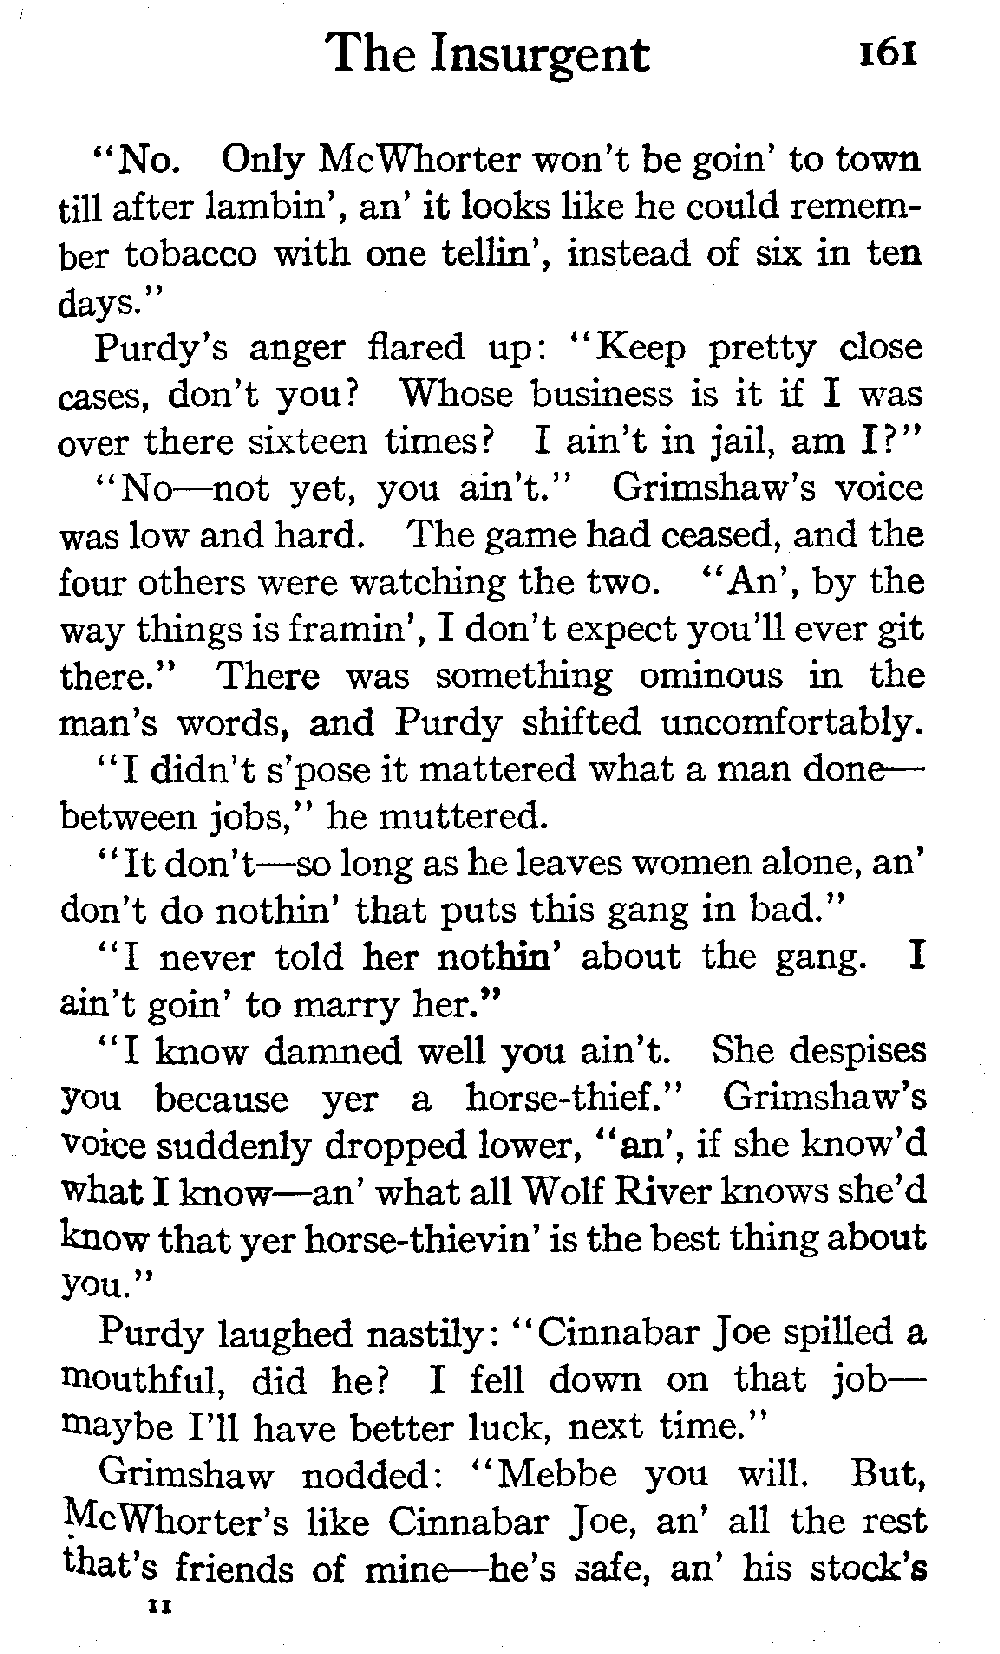 The Insurgent 161
"No. Only McWhorter won't be goin' to town
till after lambin', an' it looks like he could remem-
ber tobacco with one tellin', instead of six in ten
days."
Purdy's anger flared up: "Keep pretty close
cases, don't you? Whose business is it if I was
over there sixteen times? I ain't in jail, am I?"
"No—not yet, you ain't." Grimshaw's voice
was low and hard. The game had ceased, and the
four others were watching the two. "An', by the
way things is framin', I don't expect you'll ever git
there." There was something ominous in the
man's words, and Purdy shifted uncomfortably.
"I didn't s'pose it mattered what a man done—
between jobs," he muttered.
"It don't—so long as he leaves women alone, an'
don't do nothin' that puts this gang in bad."
"I never told her nothin' about the gang. I
ain't goin' to marry her."
"I know damned well you ain't. She despises
you because yer a horse-thief." Grimshaw's
voice suddenly dropped lower, "an', if she know'd
what I know—an' what all Wolf River knows she'd
know that yer horse-thievin' is the best thing about
you."
Purdy laughed nastily: "Cinnabar Joe spilled a
mouthful, did he? I fell down on that job—
maybe I'll have better luck, next time."
Grimshaw nodded: "Mebbe you will. But,
McWhorter's like Cinnabar Joe, an' all the rest
that's friends of mine—he's safe, an' his stock's
11